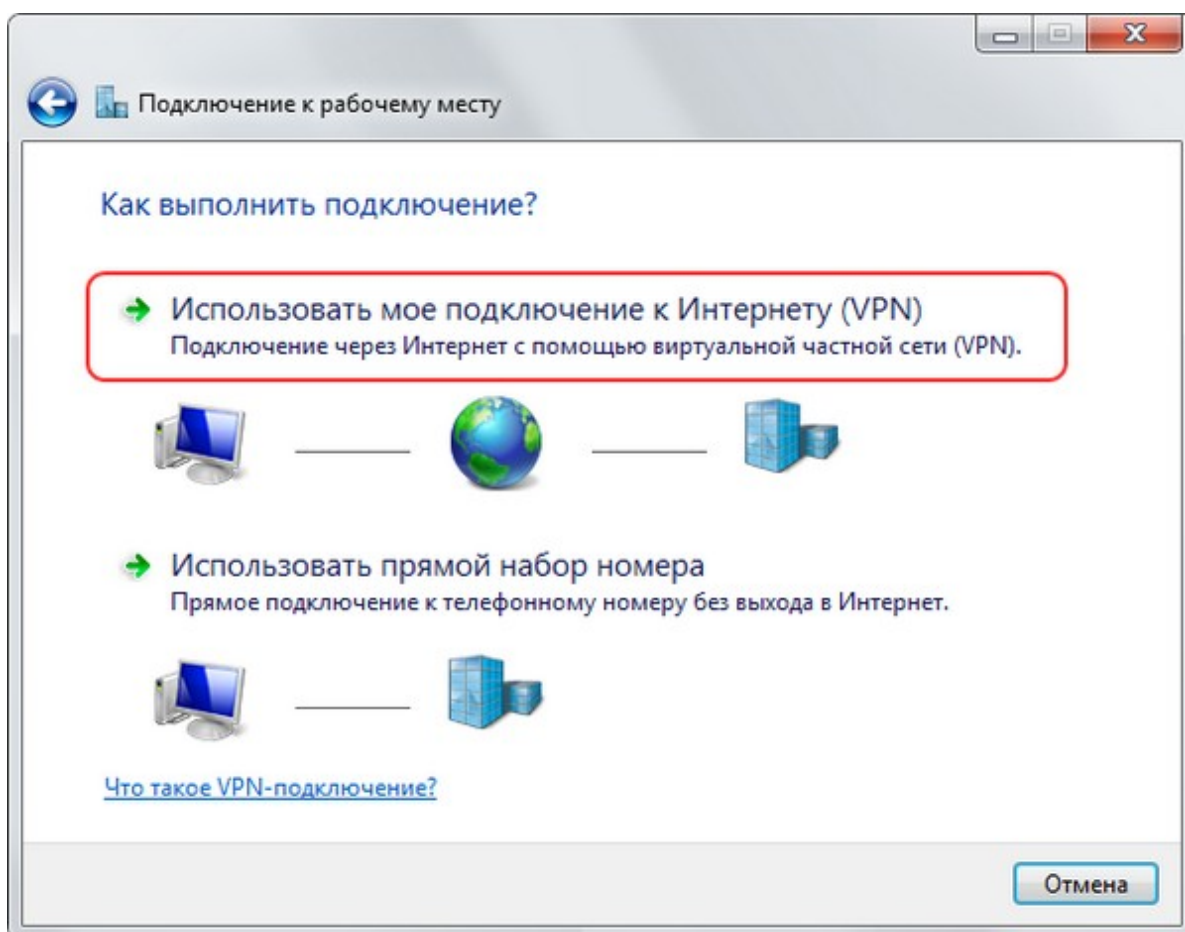 Подключение к рабочему месту
Как выполнить подключение?
Использовать мое подключение к Интернету (VPN)
Подключение через Интернет с помощью виртуальной частной сети (VPN).
Использовать прямой набор номера
Прямое подключение к телефонному номеру без выхода в Интернет.
Что такое VPN-подключение?
Отмена